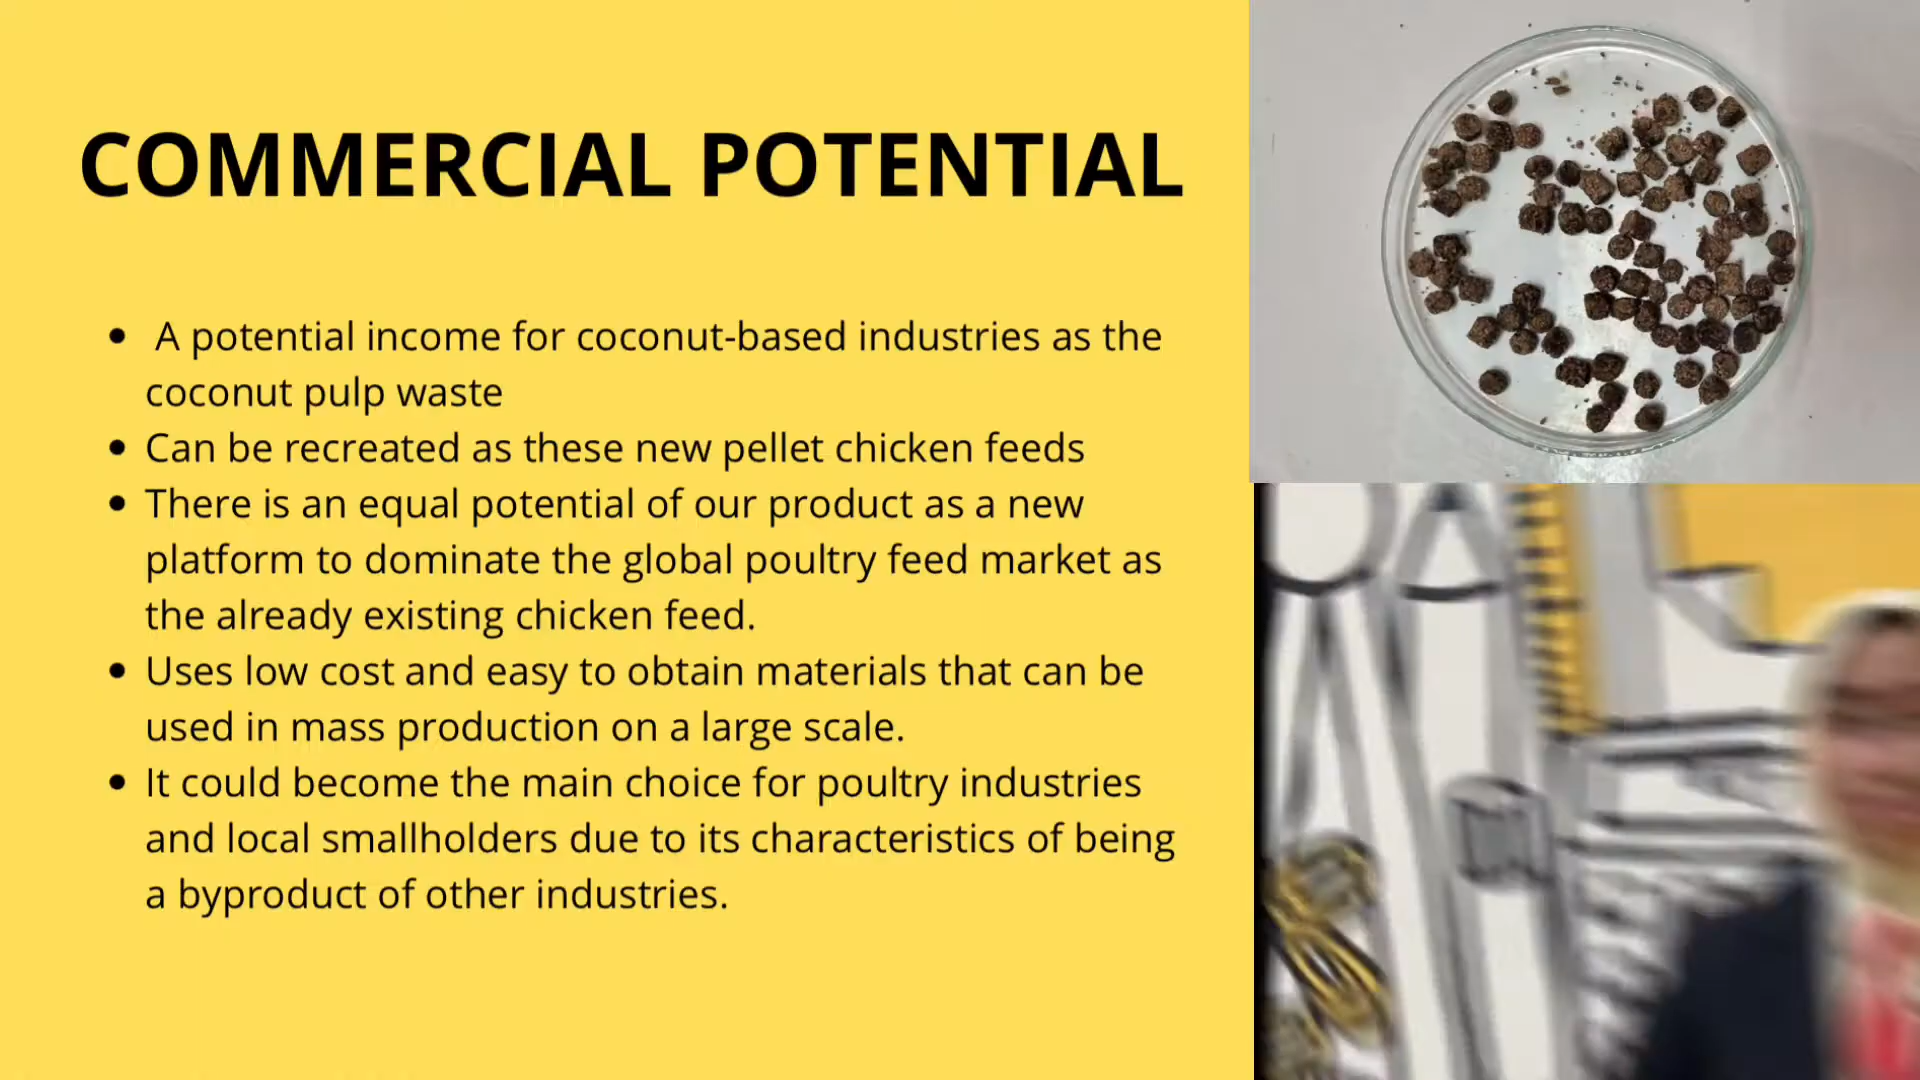 COMMERCIAL POTENTIAL
• A potential income for coconut-based industries as the
coconut pulp waste
• Can be recreated as these new pellet chicken feeds
• There is an equal potential of our product as a new
platform to dominate the global poultry feed market as
the already existing chicken feed.
• Uses low cost and easy to obtain materials that can be
used in mass production on a large scale.
• It could become the main choice for poultry industries
and local smallholders due to its characteristics of being
a byproduct of other industries.